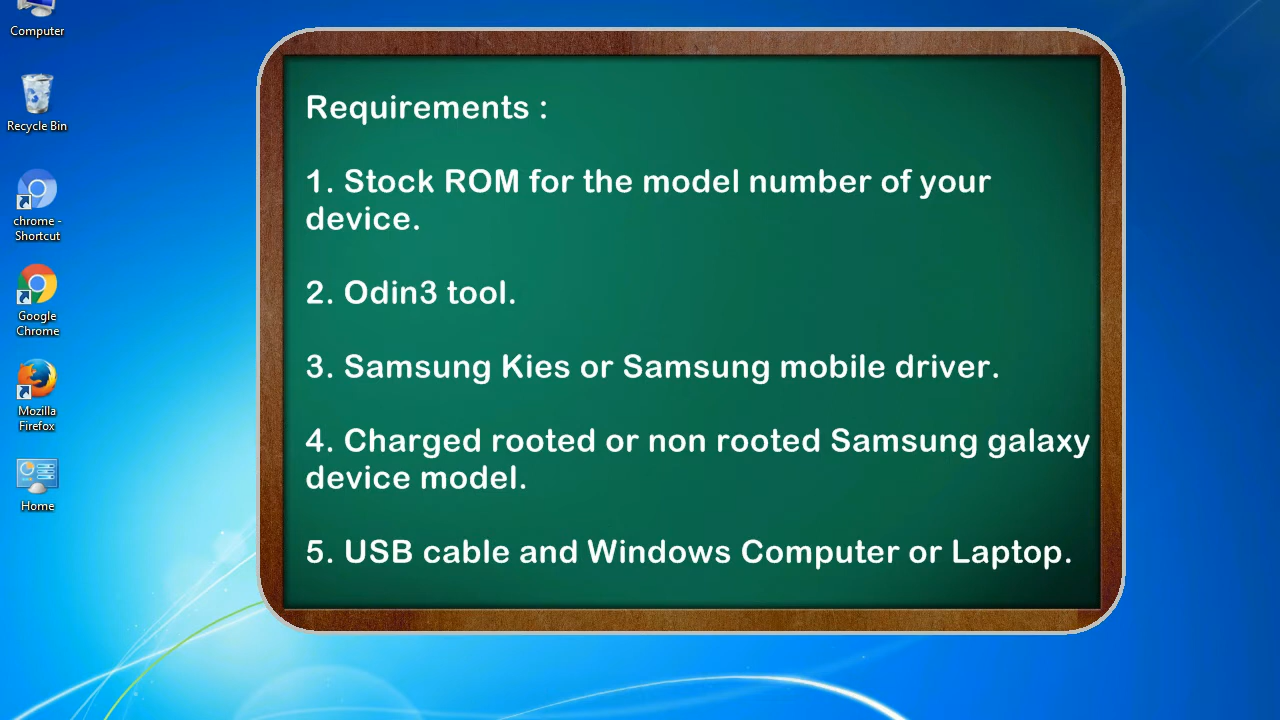 Computer
Recycle Bin
chrome -
Shortcut
Google
Chrome
Mozilla
Firefox
Home
Requirements :
1. Stock ROM for the model number of your
device.
2. Odin3 tool.
3. Samsung Kies or Samsung mobile driver.
4. Charged rooted or non rooted Samsung galaxy
device model.
5. USB cable and Windows Computer or Laptop.